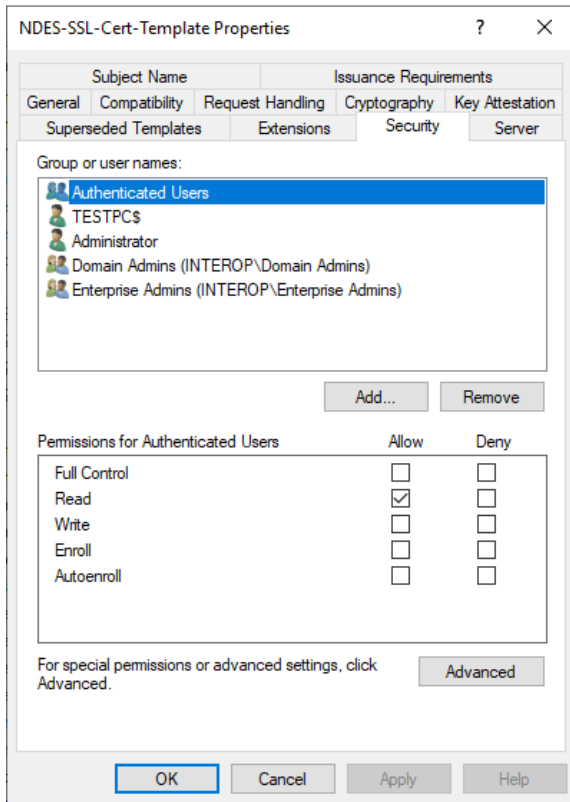 NDES-SSL-Cert-Template Properties ? ×
Subject Name Issuance Requirements
General Compatibility Request Handling Cryptography Key Attestation
Superseded Templates Extensions Security Server
Group or user names:
Authenticated Users
TESTPC$
Administrator
Domain Admins (INTEROP\Domain Admins)
Enterprise Admins (INTEROP\Enterprise Admins)
Add... Remove
Permissions for Authenticated Users Allow Deny
Full Control
Read
Write
Enroll
Autoenroll
For special permissions or advanced settings, click
Advanced.
Advanced
OK Cancel Apply Help